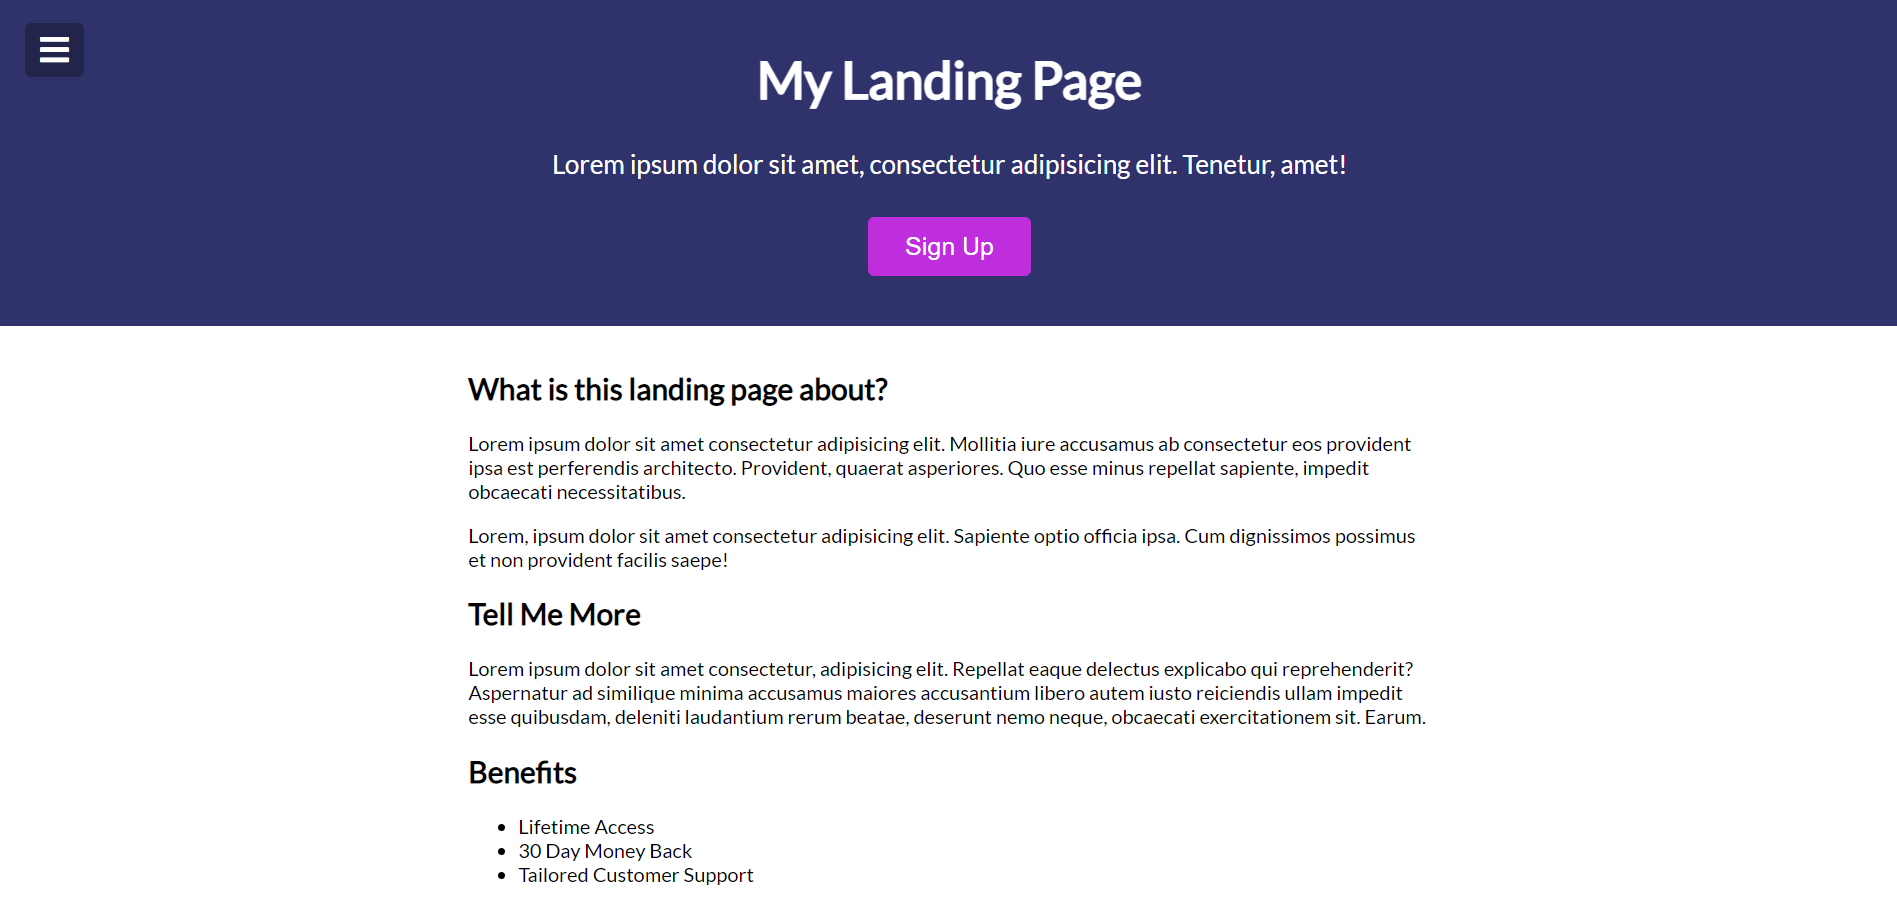 My Landing Page
Lorem ipsum dolor sit amet, consectetur adipisicing elit. Tenetur, amet!
Sign Up
What is this landing page about?
Lorem ipsum dolor sit amet consectetur adipisicing elit. Mollitia iure accusamus ab consectetur eos provident
ipsa est perferendis architecto. Provident, quaerat asperiores. Quo esse minus repellat sapiente, impedit
obcaecati necessitatibus.
Lorem, ipsum dolor sit amet consectetur adipisicing elit. Sapiente optio officia ipsa. Cum dignissimos possimus
et non provident facilis saepe!
Tell Me More
Lorem ipsum dolor sit amet consectetur, adipisicing elit. Repellat eaque delectus explicabo qui reprehenderit?
Aspernatur ad similique minima accusamus maiores accusantium libero autem iusto reiciendis ullam impedit
esse quibusdam, deleniti laudantium rerum beatae, deserunt nemo neque, obcaecati exercitationem sit. Earum.
Benefits
• Lifetime Access
• 30 Day Money Back
• Tailored Customer Support